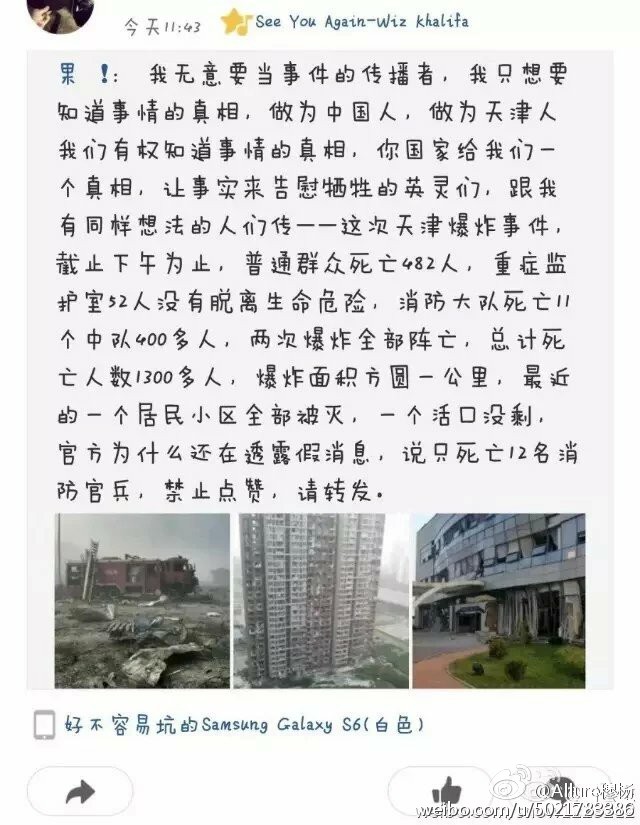 今天11:43
See You Again-Wiz Khalifa
果 !： 我无意要当事件的传播者，我只想要
知道事情的真相，做为中国人，做为天津人
我们有权知道事情的真相，你国家给我们一
个真相，让事实来告慰牺牲的英灵们，跟我
有同样想法的人们传——这次天津爆炸事件，
截止下午为止，普通群众死亡482人，重症监
护室52人没有脱离生命危险，消防大队死亡11
个中队400多人，两次爆炸全部阵亡，总计死
亡人数1300多人，爆炸面积方圆一公里，最近
的一个居民小区全部被灭，一个活口没剩，
官方为什么还在透露假消息，说只死亡12名消
防官兵，禁止点赞，请转发。
好不容易坑的Samsung Galaxy S6(白色)
weibo.com/u/5021783386